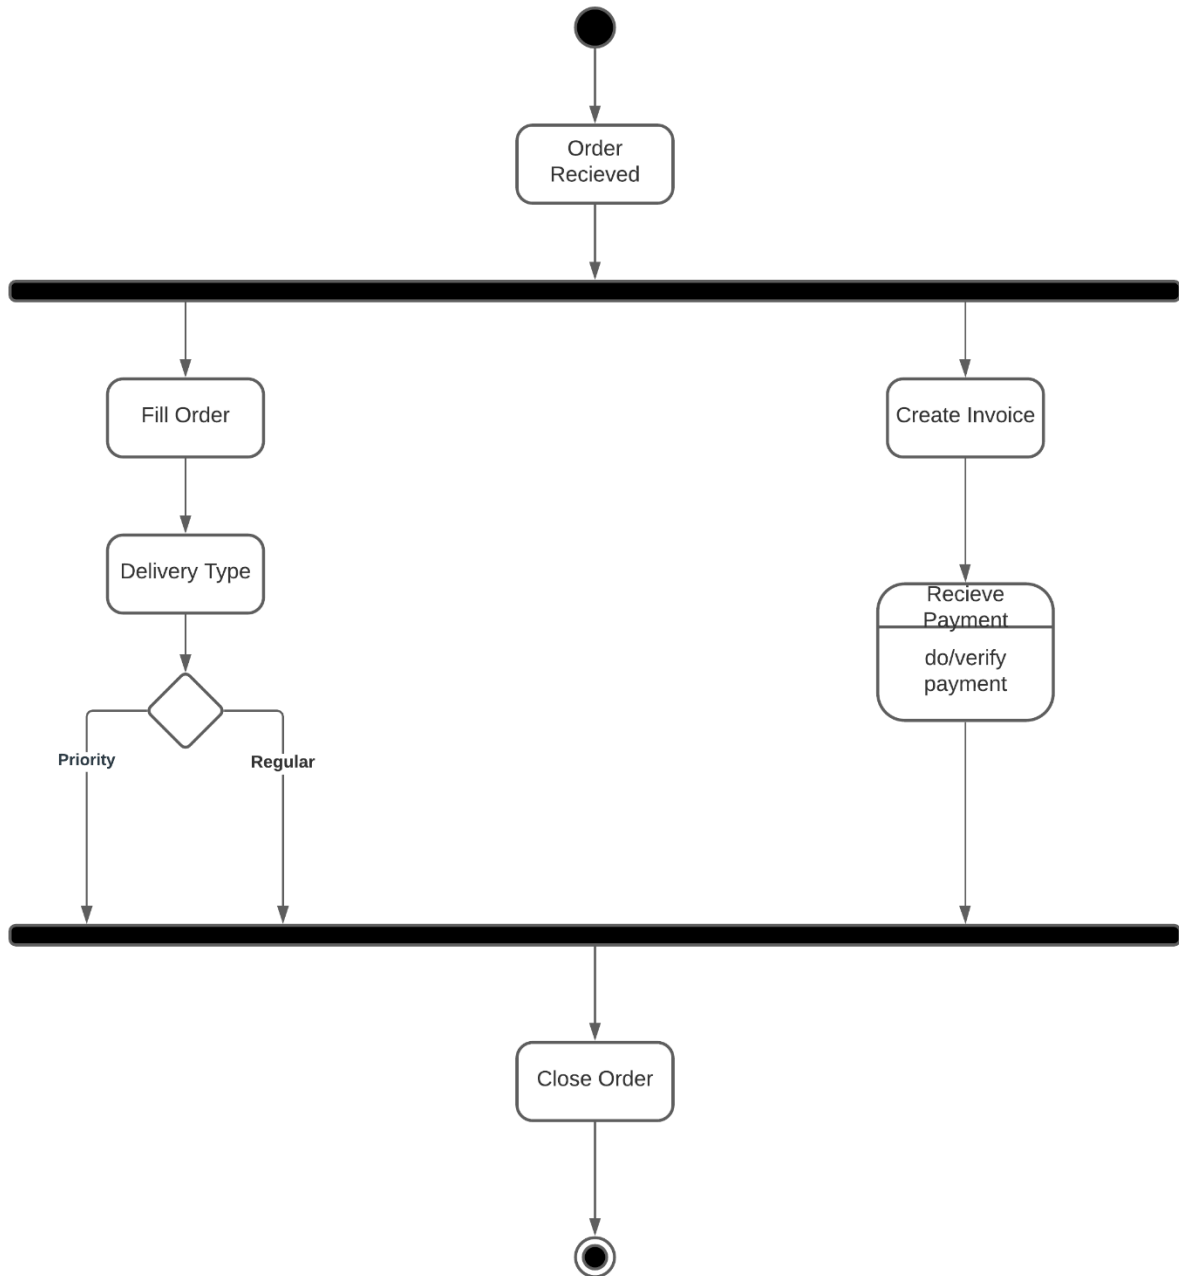 Order
Recieved
Fill Order
Create Invoice
Delivery Type
Recieve
Payment
do/verify
payment
Priority
Regular
Close Order